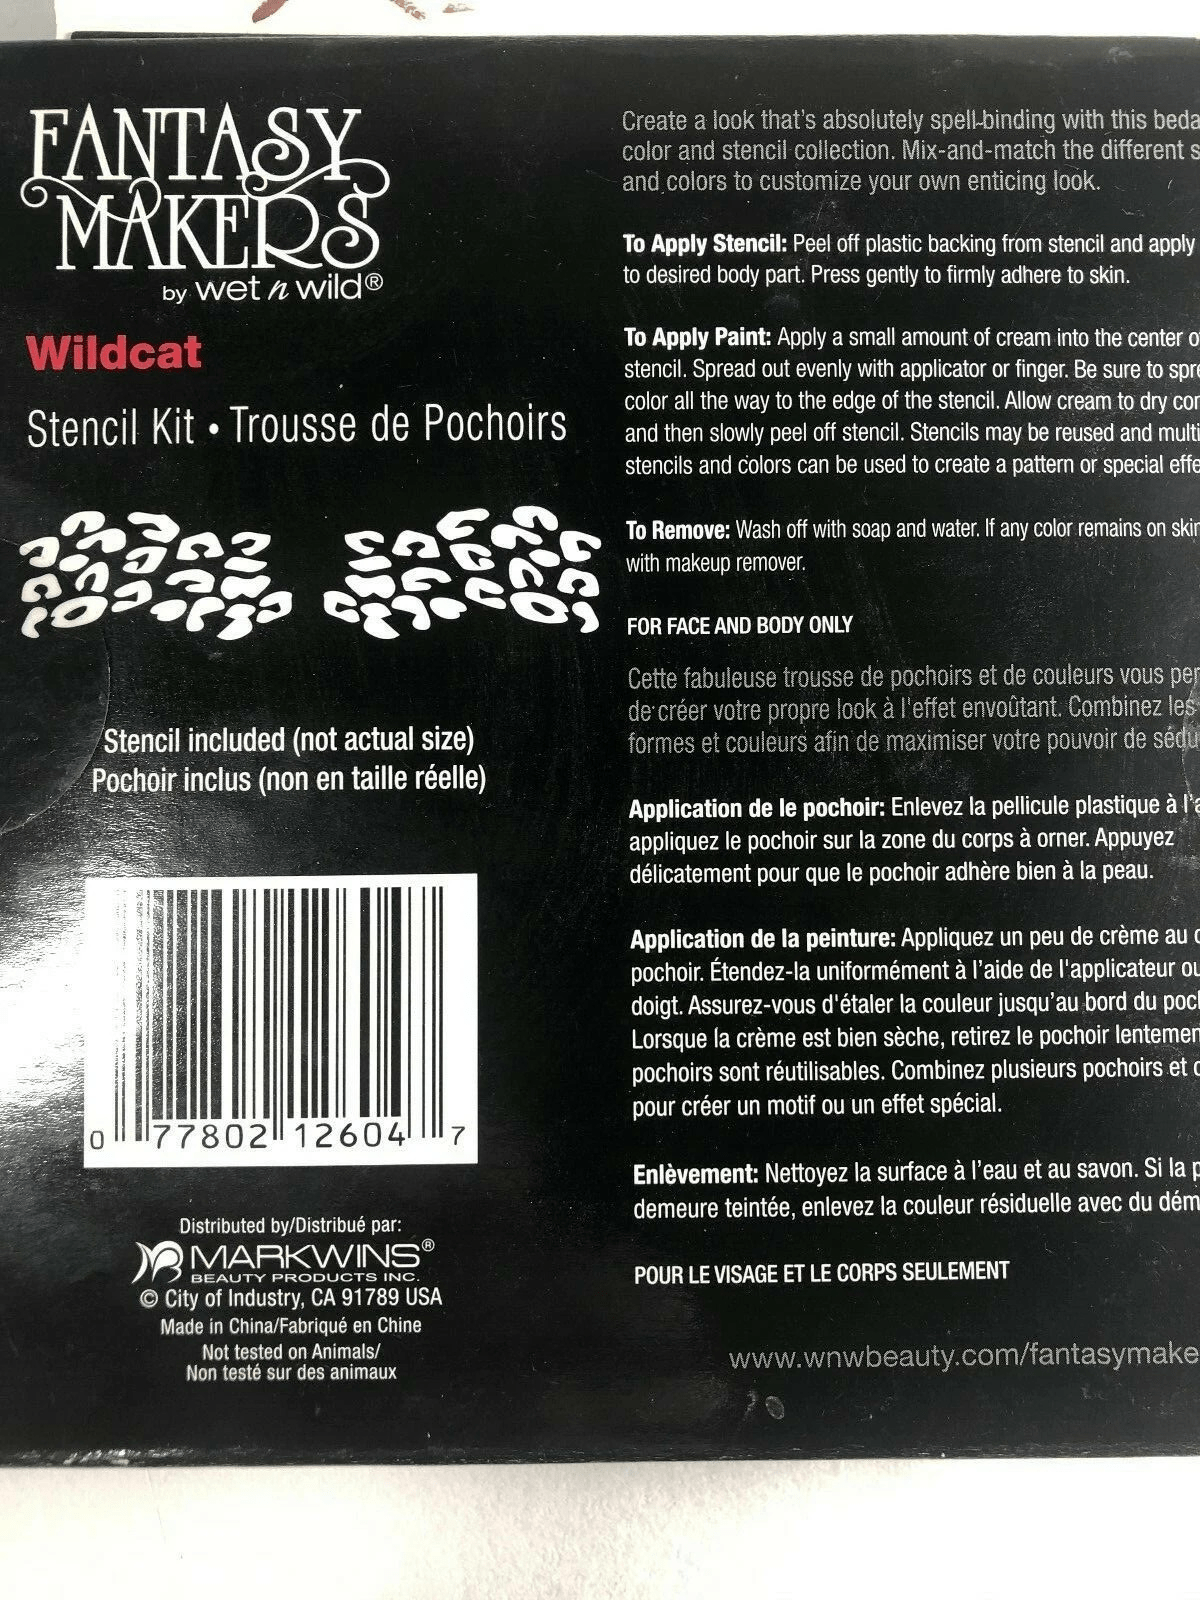 FANTASY
MAKERS
by wet n wild®
Wildcat
Stencil Kit • Trousse de Pochoirs
Stencil included (not actual size)
Pochoir inclus (non en taille réelle)
0 77802 12604 7
Distributed by/Distribué par:
MARKWINS®
BEAUTY PRODUCTS INC.
© City of Industry, CA 91789 USA
Made in China/Fabriqué en Chine
Not tested on Animals/
Non testé sur des animaux
Create a look that's absolutely spell-binding with this
color and stencil collection. Mix-and-match the different
and colors to customize your own enticing look.
To Apply Stencil: Peel off plastic backing from stencil and apply
to desired body part. Press gently to firmly adhere to skin.
To Apply Paint: Apply a small amount of cream into the center
stencil. Spread out evenly with applicator or finger. Be sure to
color all the way to the edge of the stencil. Allow cream to dry
and then slowly peel off stencil. Stencils may be reused and
stencils and colors can be used to create a pattern or special
To Remove: Wash off with soap and water. If any color remains on
with makeup remover.
FOR FACE AND BODY ONLY
Cette fabuleuse trousse de pochoirs et de couleurs vous
de créer votre propre look à l'effet envoûtant. Combinez les
formes et couleurs afin de maximiser votre pouvoir de
Application de le pochoir: Enlevez la pellicule plastique à
appliquez le pochoir sur la zone du corps à orner. Appuyez
délicatement pour que le pochoir adhère bien à la peau.
Application de la peinture: Appliquez un peu de crème au
pochoir. Étendez-la uniformément à l'aide de l'applicateur
doigt. Assurez-vous d'étaler la couleur jusqu'au bord du
Lorsque la crème est bien sèche, retirez le pochoir
pochoirs sont réutilisables. Combinez plusieurs pochoirs et
pour créer un motif ou un effet spécial.
Enlèvement: Nettoyez la surface à l'eau et au savon. Si la
demeure teintée, enlevez la couleur résiduelle avec du
POUR LE VISAGE ET LE CORPS SEULEMENT
www.wnwbeauty.com/fantasymake